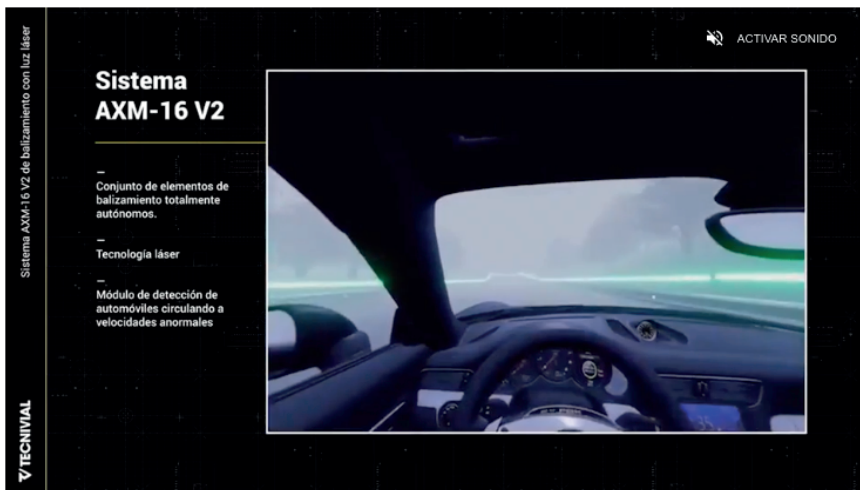 Sistema AXM-16 V2 de balizamiento con luz láser
TECNIVIAL
ACTIVAR SONIDO
Sistema
AXM-16 V2
Conjunto de elementos de
balizamiento totalmente
autónomos.
Tecnología láser
Módulo de detección de
automóviles circulando a
velocidades anormales